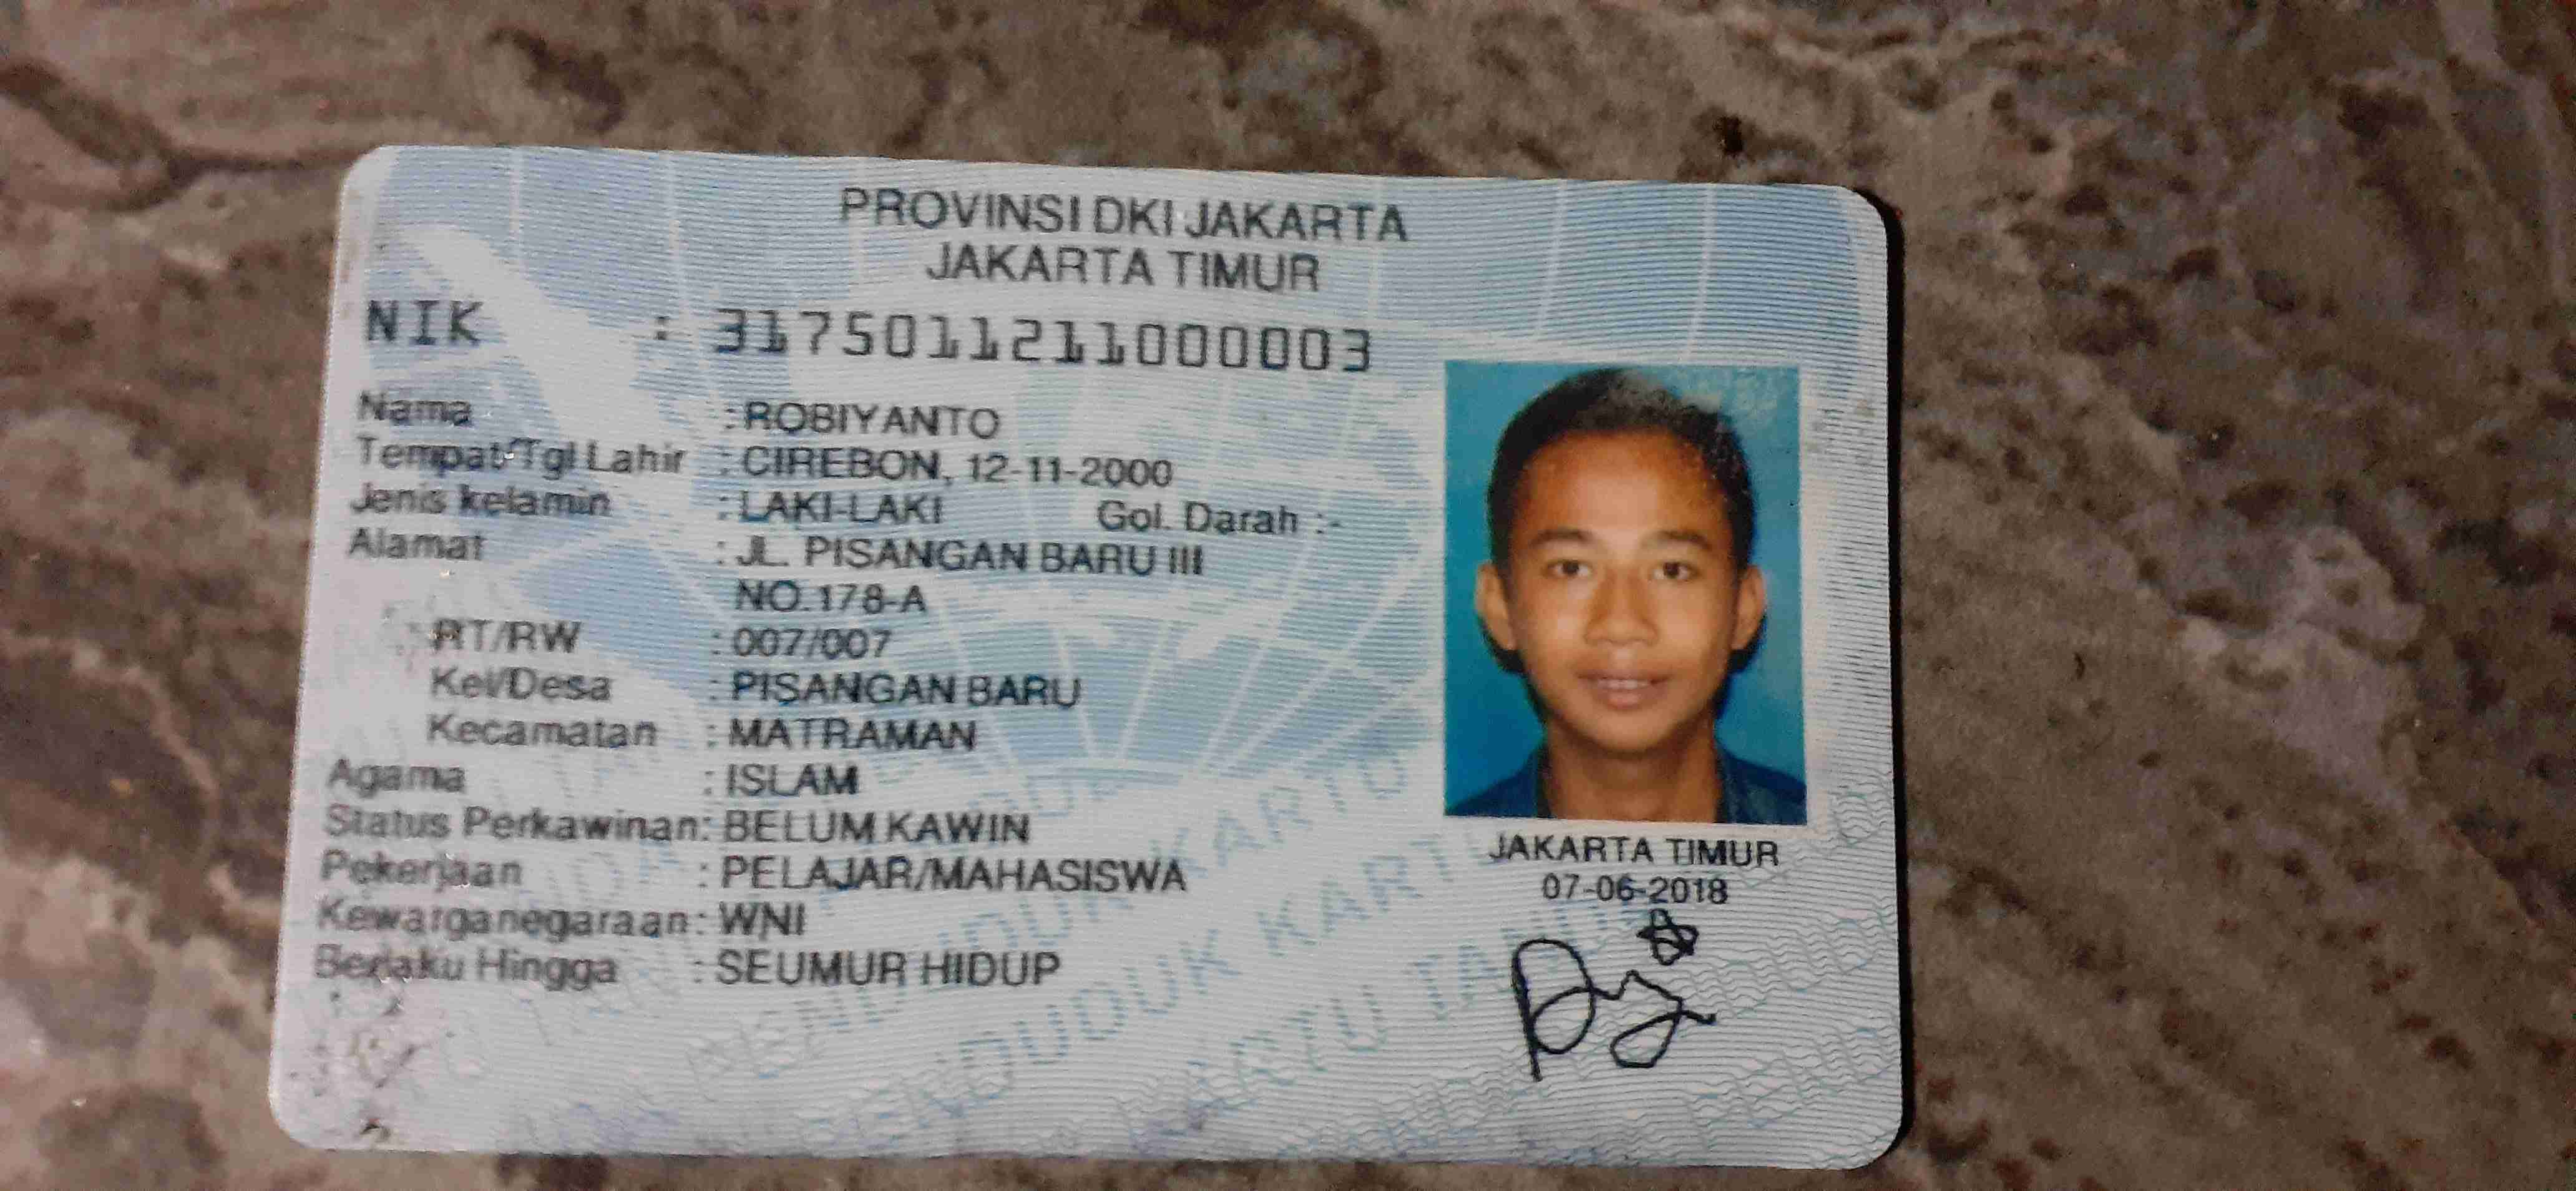 PROVINSI DKI JAKARTA
JAKARTA TIMUR
NIK : 3175011211000003
Nama : ROBIYANTO
Tempat/Tgl Lahir : CIREBON, 12-11-2000
Jenis kelamin : LAKI-LAKI Gol. Darah :-
Alamat : JL. PISANGAN BARU III
NO.178-A
RT/RW : 007/007
Kel/Desa : PISANGAN BARU
Kecamatan : MATRAMAN
Agama : ISLAM
Status Perkawinan: BELUM KAWIN
Pekerjaan : PELAJAR/MAHASISWA
Kewarganegaraan: WNI
Berlaku Hingga : SEUMUR HIDUP
JAKARTA TIMUR
07-06-2018